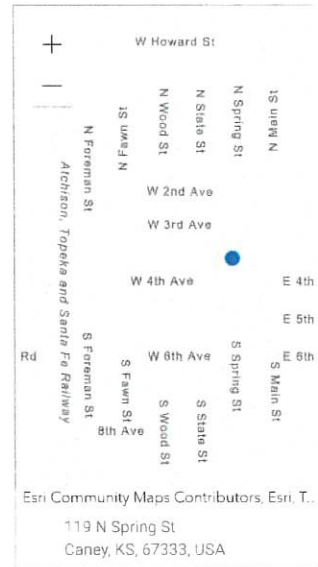 +
W Howard St
—
N Foreman St
N Fawn St
N Wood St
N State St
N Spring St
N Main St
Atchison, Topeka and Santa Fe Railway
W 2nd Ave
W 3rd Ave
W 4th Ave
E 4th
E 5th
Rd
W 6th Ave
E 6th
S Foreman St
S Fawn St
S Wood St
S State St
S Spring St
S Main St
8th Ave
Esri Community Maps Contributors, Esri, T...
119 N Spring St
Caney, KS, 67333, USA